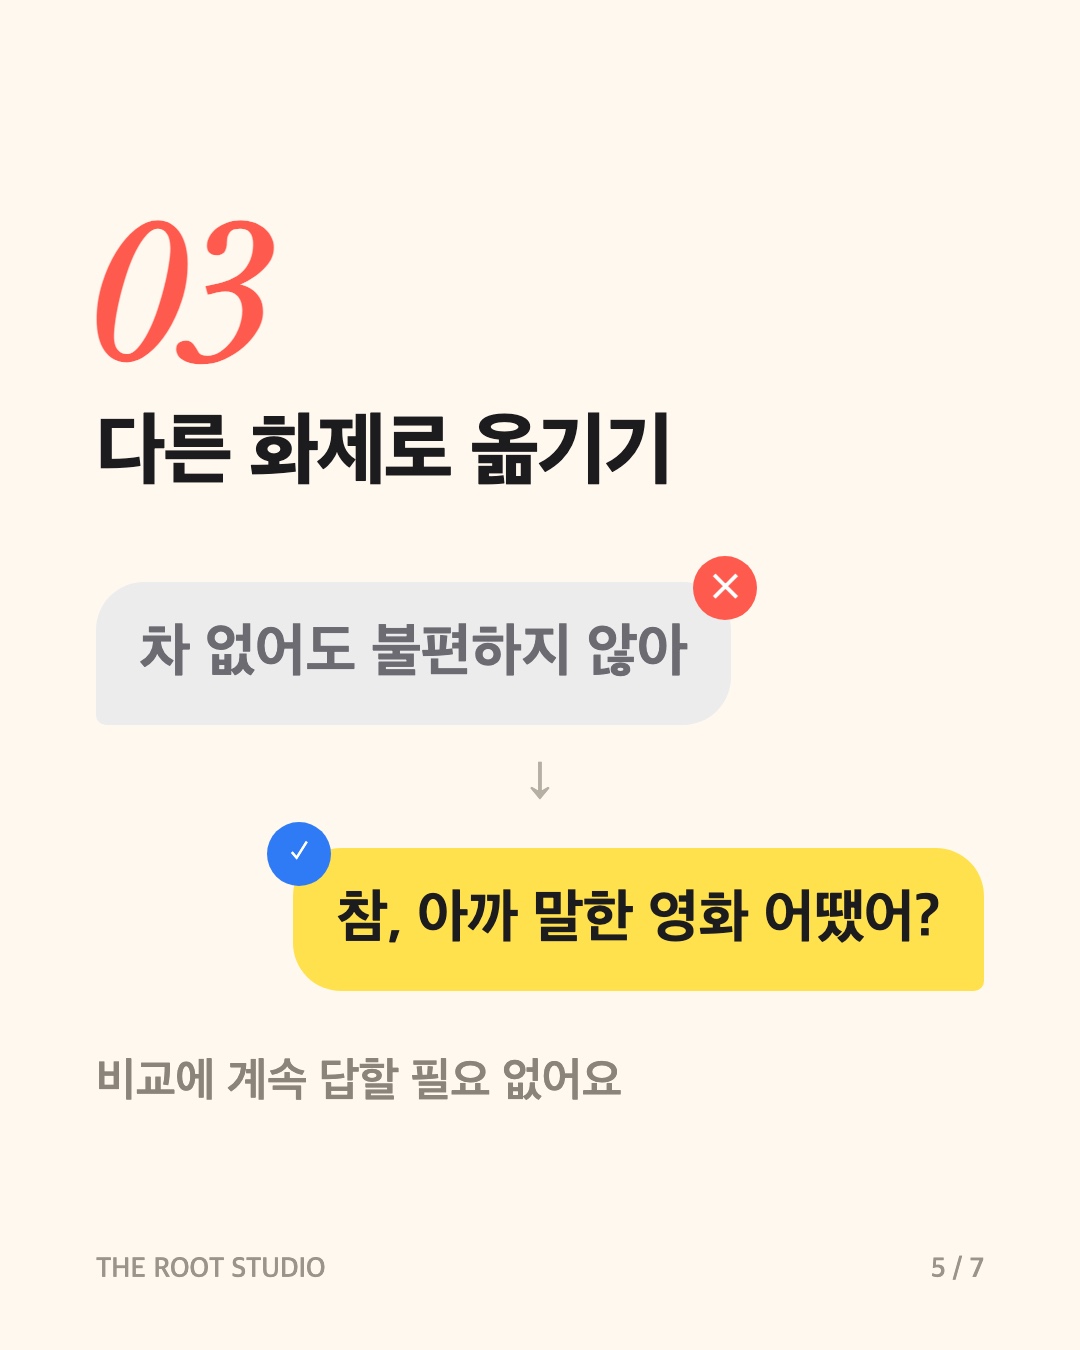 03
다른 화제로 옮기기
차 없어도 불편하지 않아
참, 아까 말한 영화 어땠어?
비교에 계속 답할 필요 없어요
THE ROOT STUDIO
5 / 7